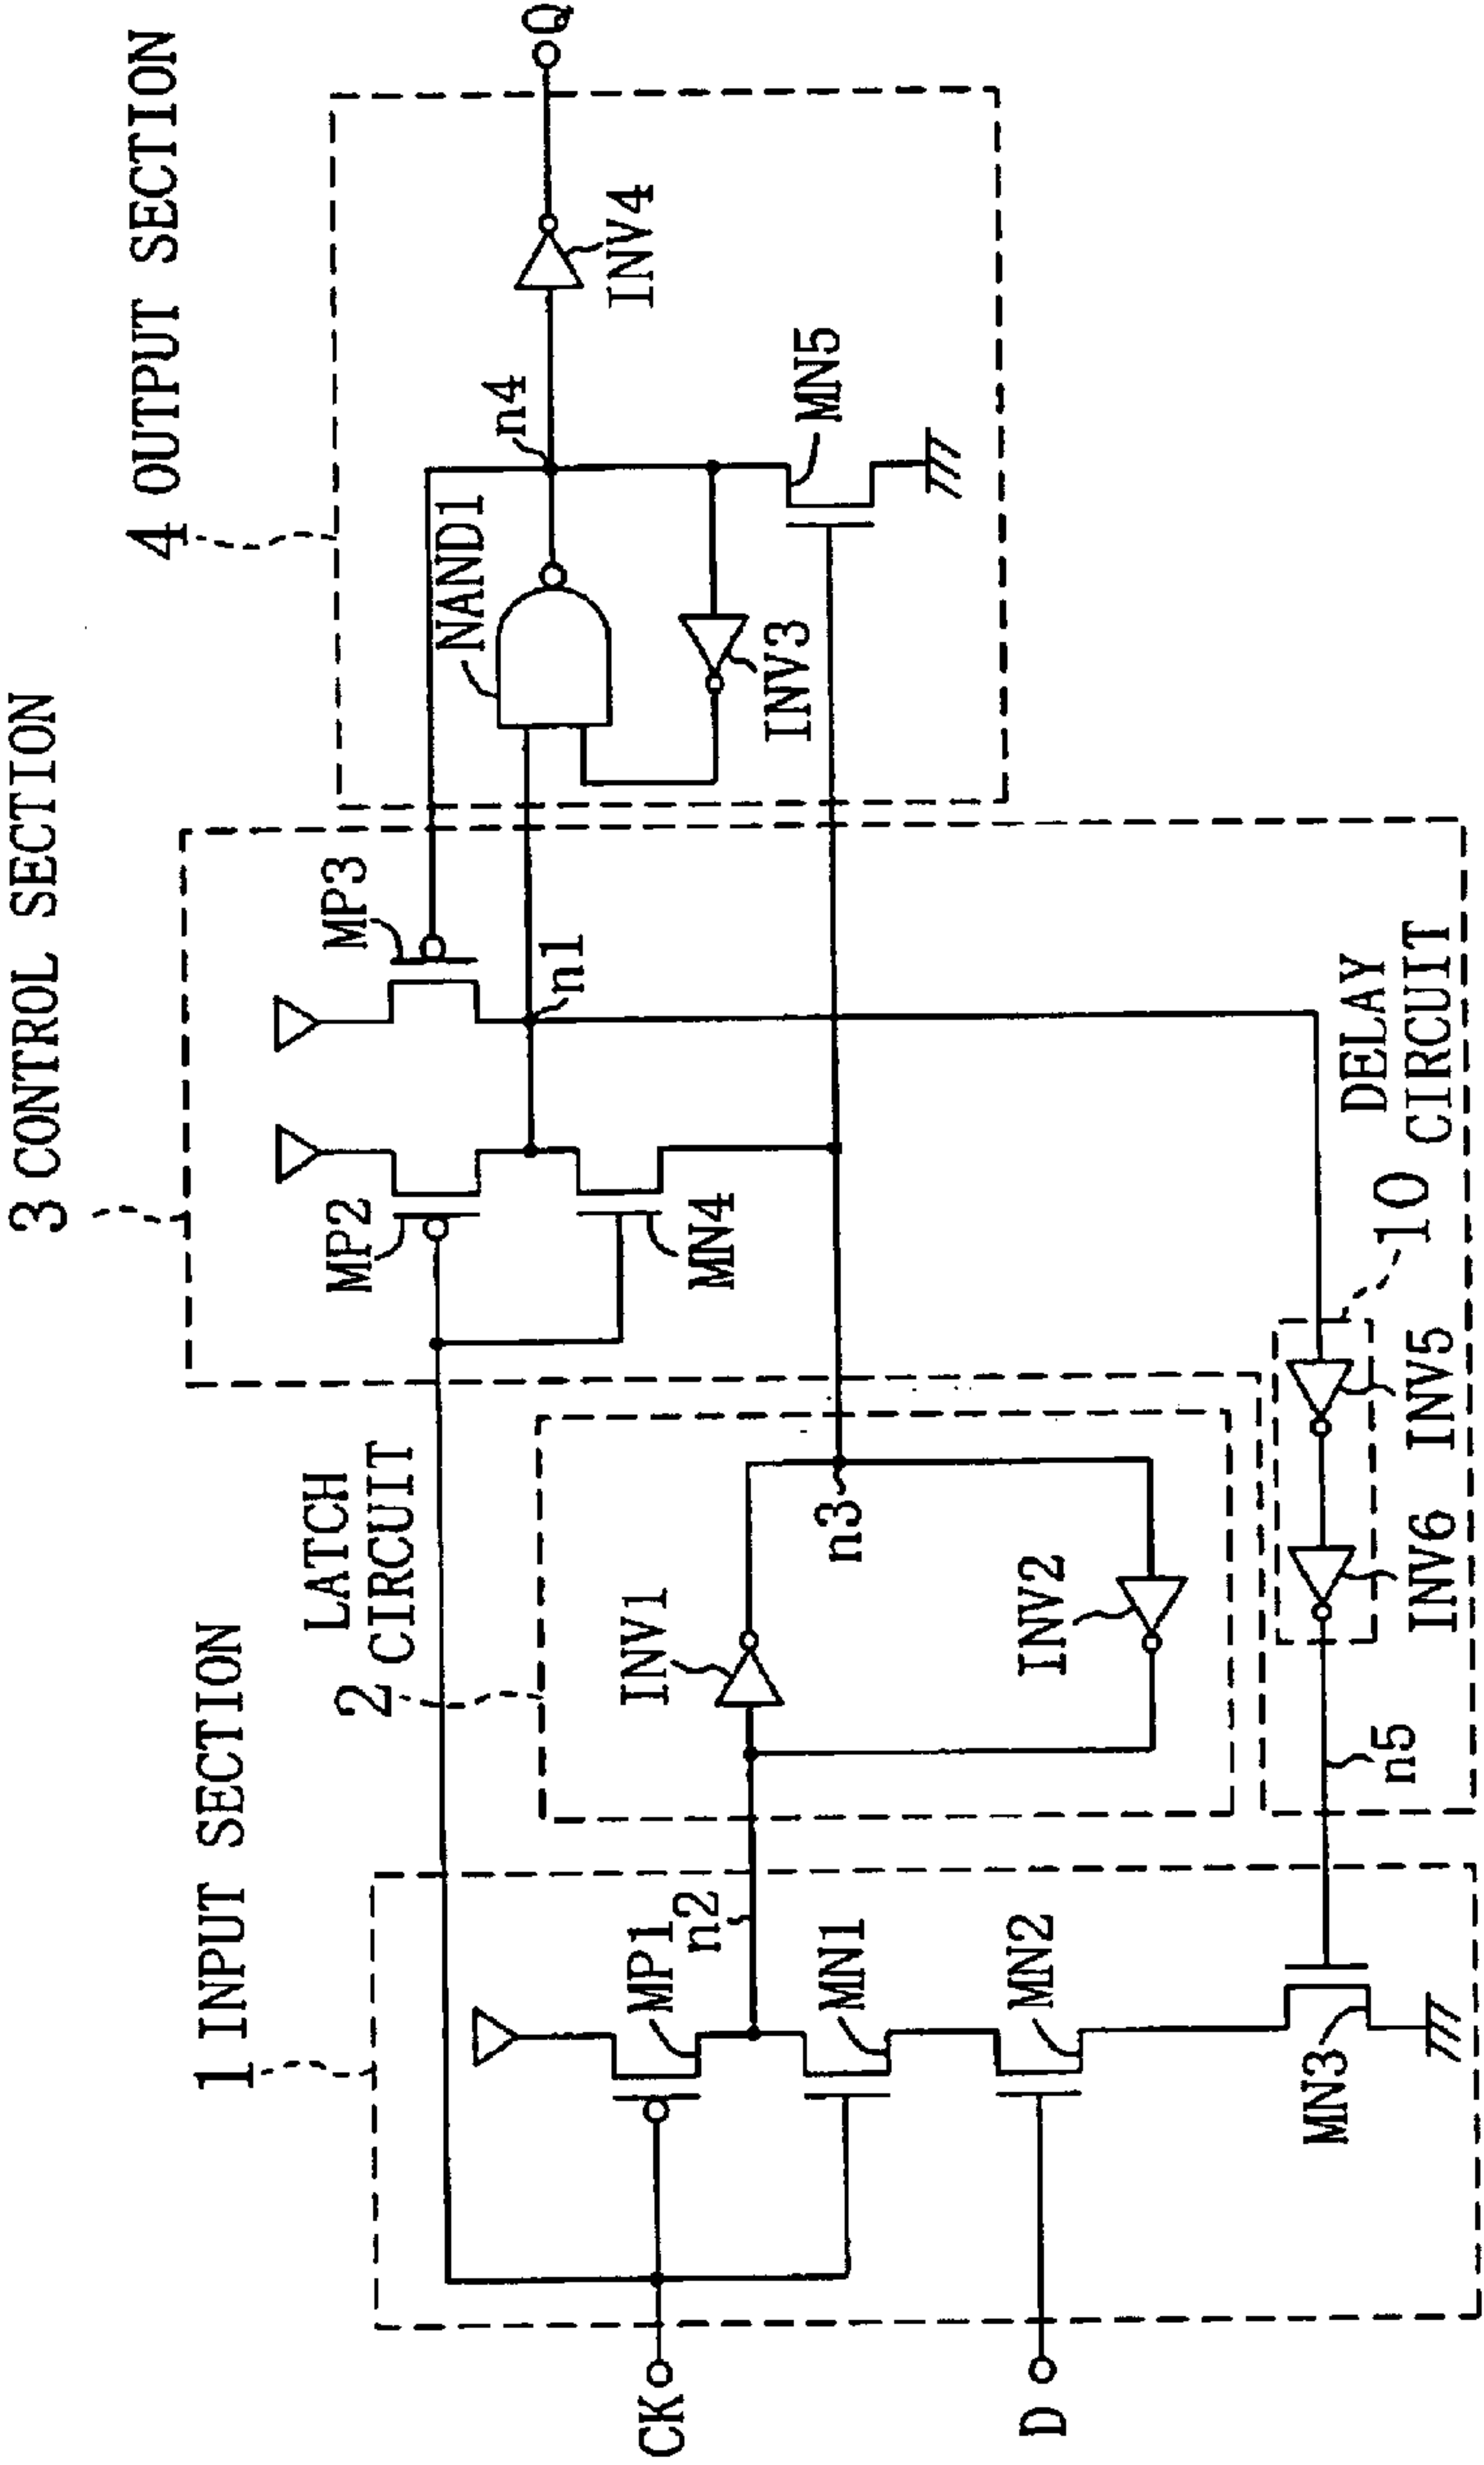 3 CONTROL SECTION
4 OUTPUT SECTION
1 INPUT SECTION
LATCH
2 CIRCUIT
MP2
MP3
MN4
n1
NAND1
n4
INV4
Q
INV3
MN5
CK
D
MP1
n2
MN1
MN2
MN3
INV1
n3
INV2
n5
INV6
INV5
10
DELAY
CIRCUIT